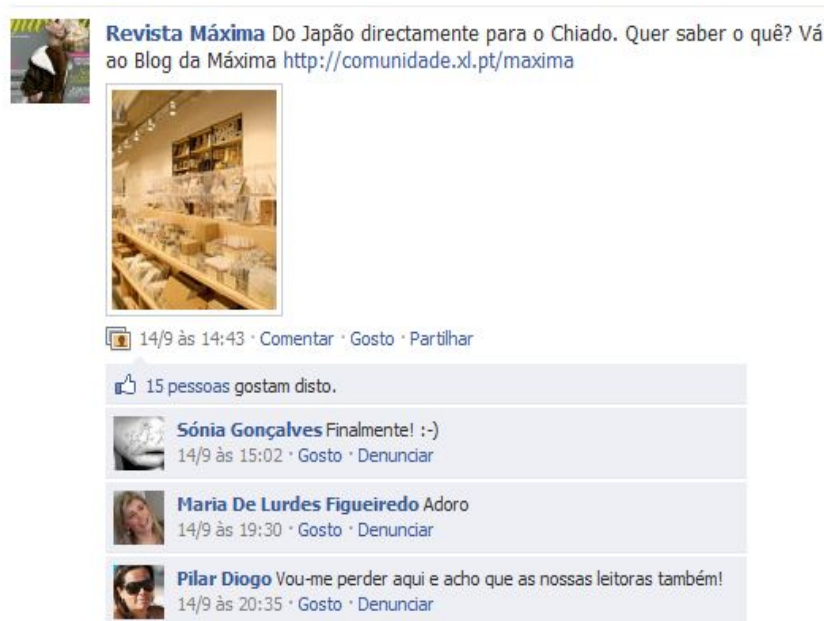 Revista Máxima Do Japão directamente para o Chiado. Quer saber o quê? Vá
ao Blog da Máxima http://comunidade.xl.pt/maxima
14/9 às 14:43 · Comentar · Gosto · Partilhar
15 pessoas gostam disto.
Sónia Gonçalves Finalmente! :-)
14/9 às 15:02 · Gosto · Denunciar
Maria De Lurdes Figueiredo Adoro
14/9 às 19:30 · Gosto · Denunciar
Pilar Diogo Vou-me perder aqui e acho que as nossas leitoras também!
14/9 às 20:35 · Gosto · Denunciar